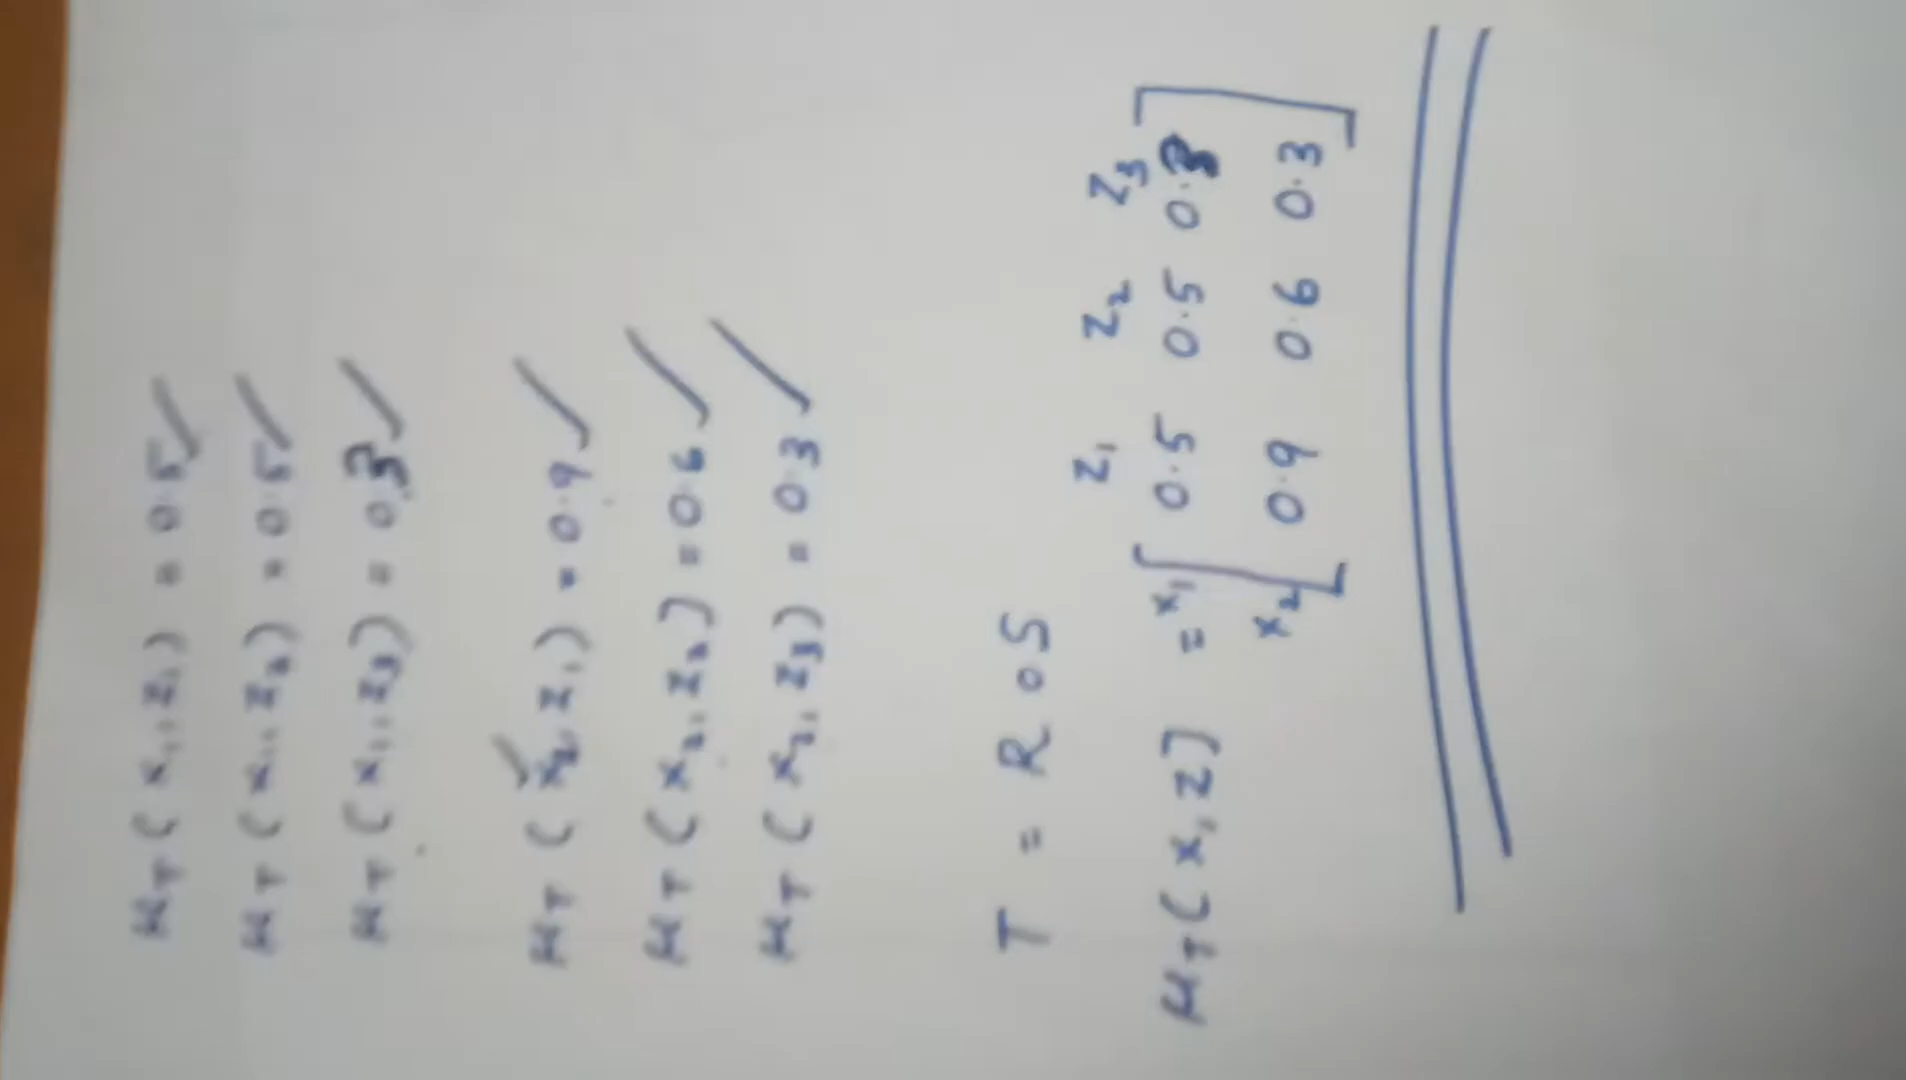 μT(x1,z1) = 0.5 ✓
μT(x1,z2) = 0.5 ✓
μT(x1,z3) = 0.3 ✓
μT(x2,z1) = 0.9 ✓
μT(x2,z2) = 0.6 ✓
μT(x2,z3) = 0.3 ✓
T = R o S
z1 z2 z3
μT(x,z) = x1 [ 0.5 0.5 0.3
x2 0.9 0.6 0.3 ]